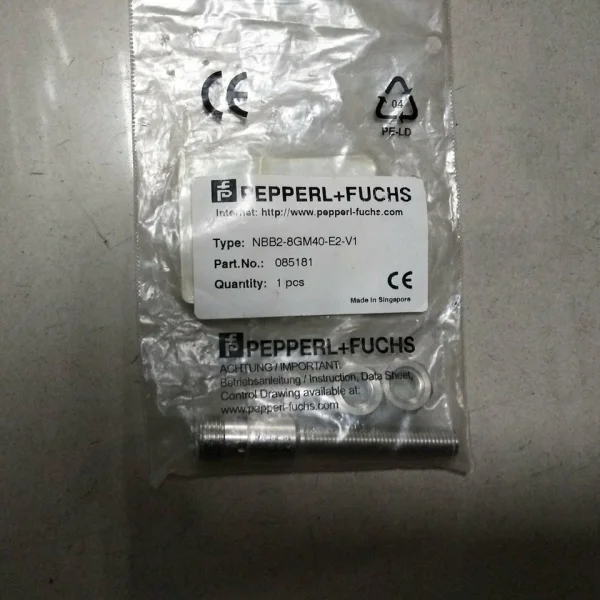 CE
04
PE-LD
PEPPERL+FUCHS
Internet: http://www.pepperl-fuchs.com
Type: NBB2-8GM40-E2-V1
Part.No.: 085181
Quantity: 1 pcs
CE
Made in Singapore
PEPPERL+FUCHS
ACHTUNG / IMPORTANT:
Betriebsanleitung / Instruction, Data Sheet,
Control Drawing available at:
www.pepperl-fuchs.com